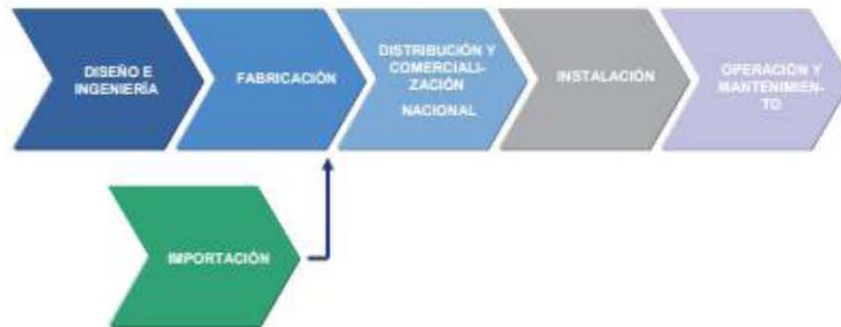 DISEÑO E
INGENIERÍA
FABRICACIÓN
DISTRIBUCIÓN Y
COMERCIALI-
ZACIÓN
NACIONAL
INSTALACIÓN
OPERACIÓN Y
MANTENIMIEN-
TO
IMPORTACIÓN